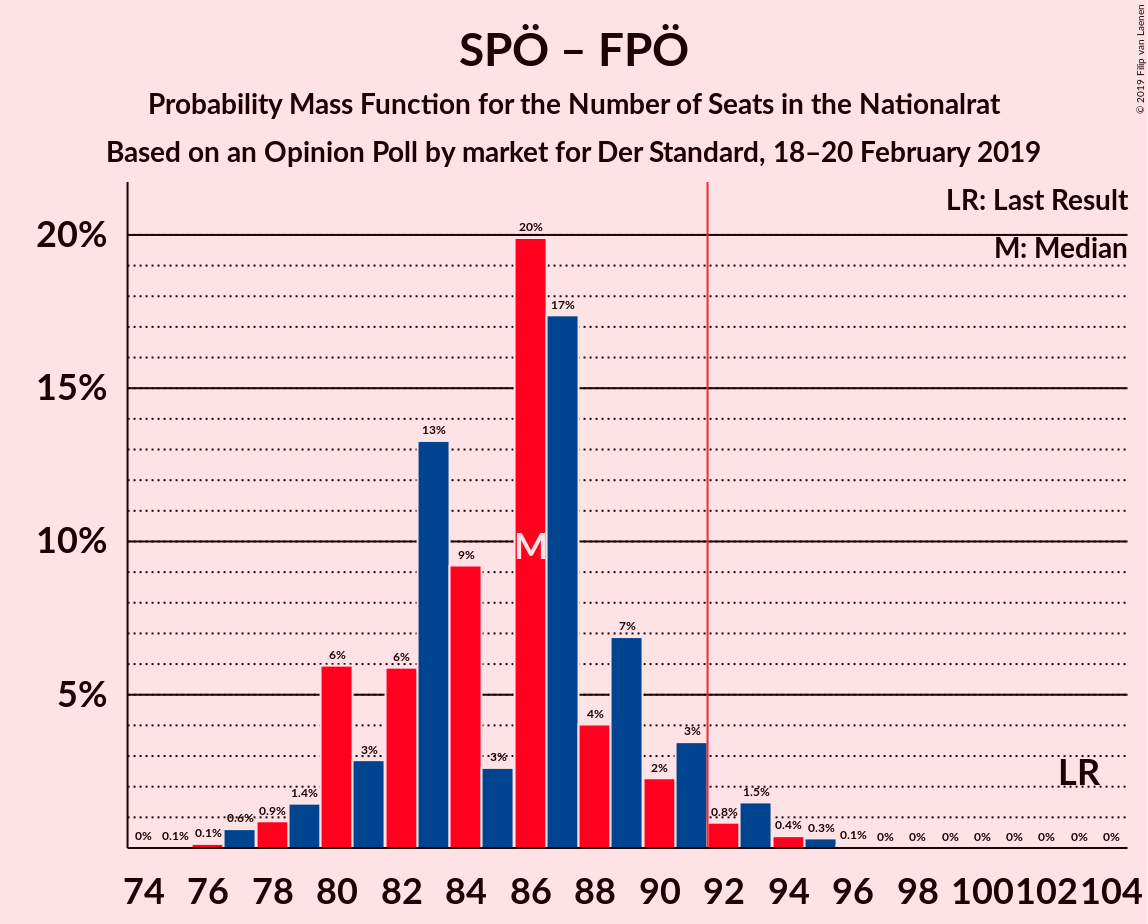 SPÖ – FPÖ
Probability Mass Function for the Number of Seats in the Nationalrat
Based on an Opinion Poll by market for Der Standard, 18–20 February 2019
© 2019 Filip van Laenen
LR: Last Result
M: Median
20%
15%
10%
5%
0% 0.1% 0.1% 0.6% 0.9% 1.4% 6% 3% 6% 13% 9% 3% 20% 17% 4% 7% 2% 3% 0.8% 1.5% 0.4% 0.3% 0.1% 0% 0% 0% 0% 0% 0% 0% 0%
M
LR
74 76 78 80 82 84 86 88 90 92 94 96 98 100 102 104